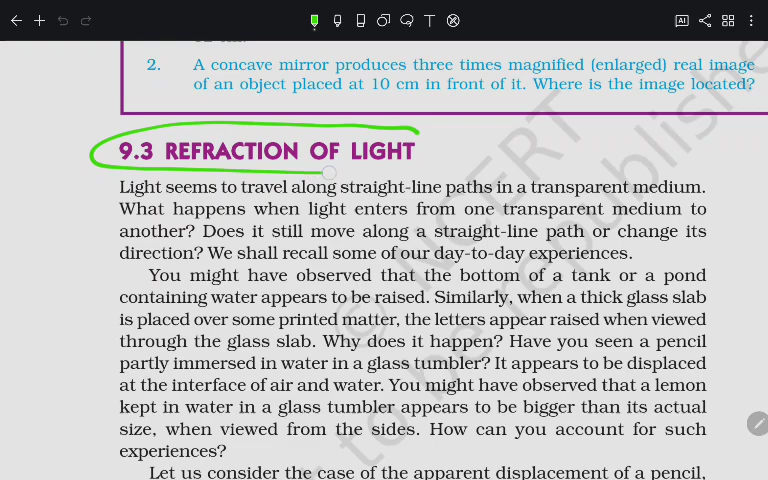 2. A concave mirror produces three times magnified (enlarged) real image
of an object placed at 10 cm in front of it. Where is the image located?
9.3 REFRACTION OF LIGHT
Light seems to travel along straight-line paths in a transparent medium.
What happens when light enters from one transparent medium to
another? Does it still move along a straight-line path or change its
direction? We shall recall some of our day-to-day experiences.
You might have observed that the bottom of a tank or a pond
containing water appears to be raised. Similarly, when a thick glass slab
is placed over some printed matter, the letters appear raised when viewed
through the glass slab. Why does it happen? Have you seen a pencil
partly immersed in water in a glass tumbler? It appears to be displaced
at the interface of air and water. You might have observed that a lemon
kept in water in a glass tumbler appears to be bigger than its actual
size, when viewed from the sides. How can you account for such
experiences?
Let us consider the case of the apparent displacement of a pencil,
© NCERT
to be republishe
T
AI